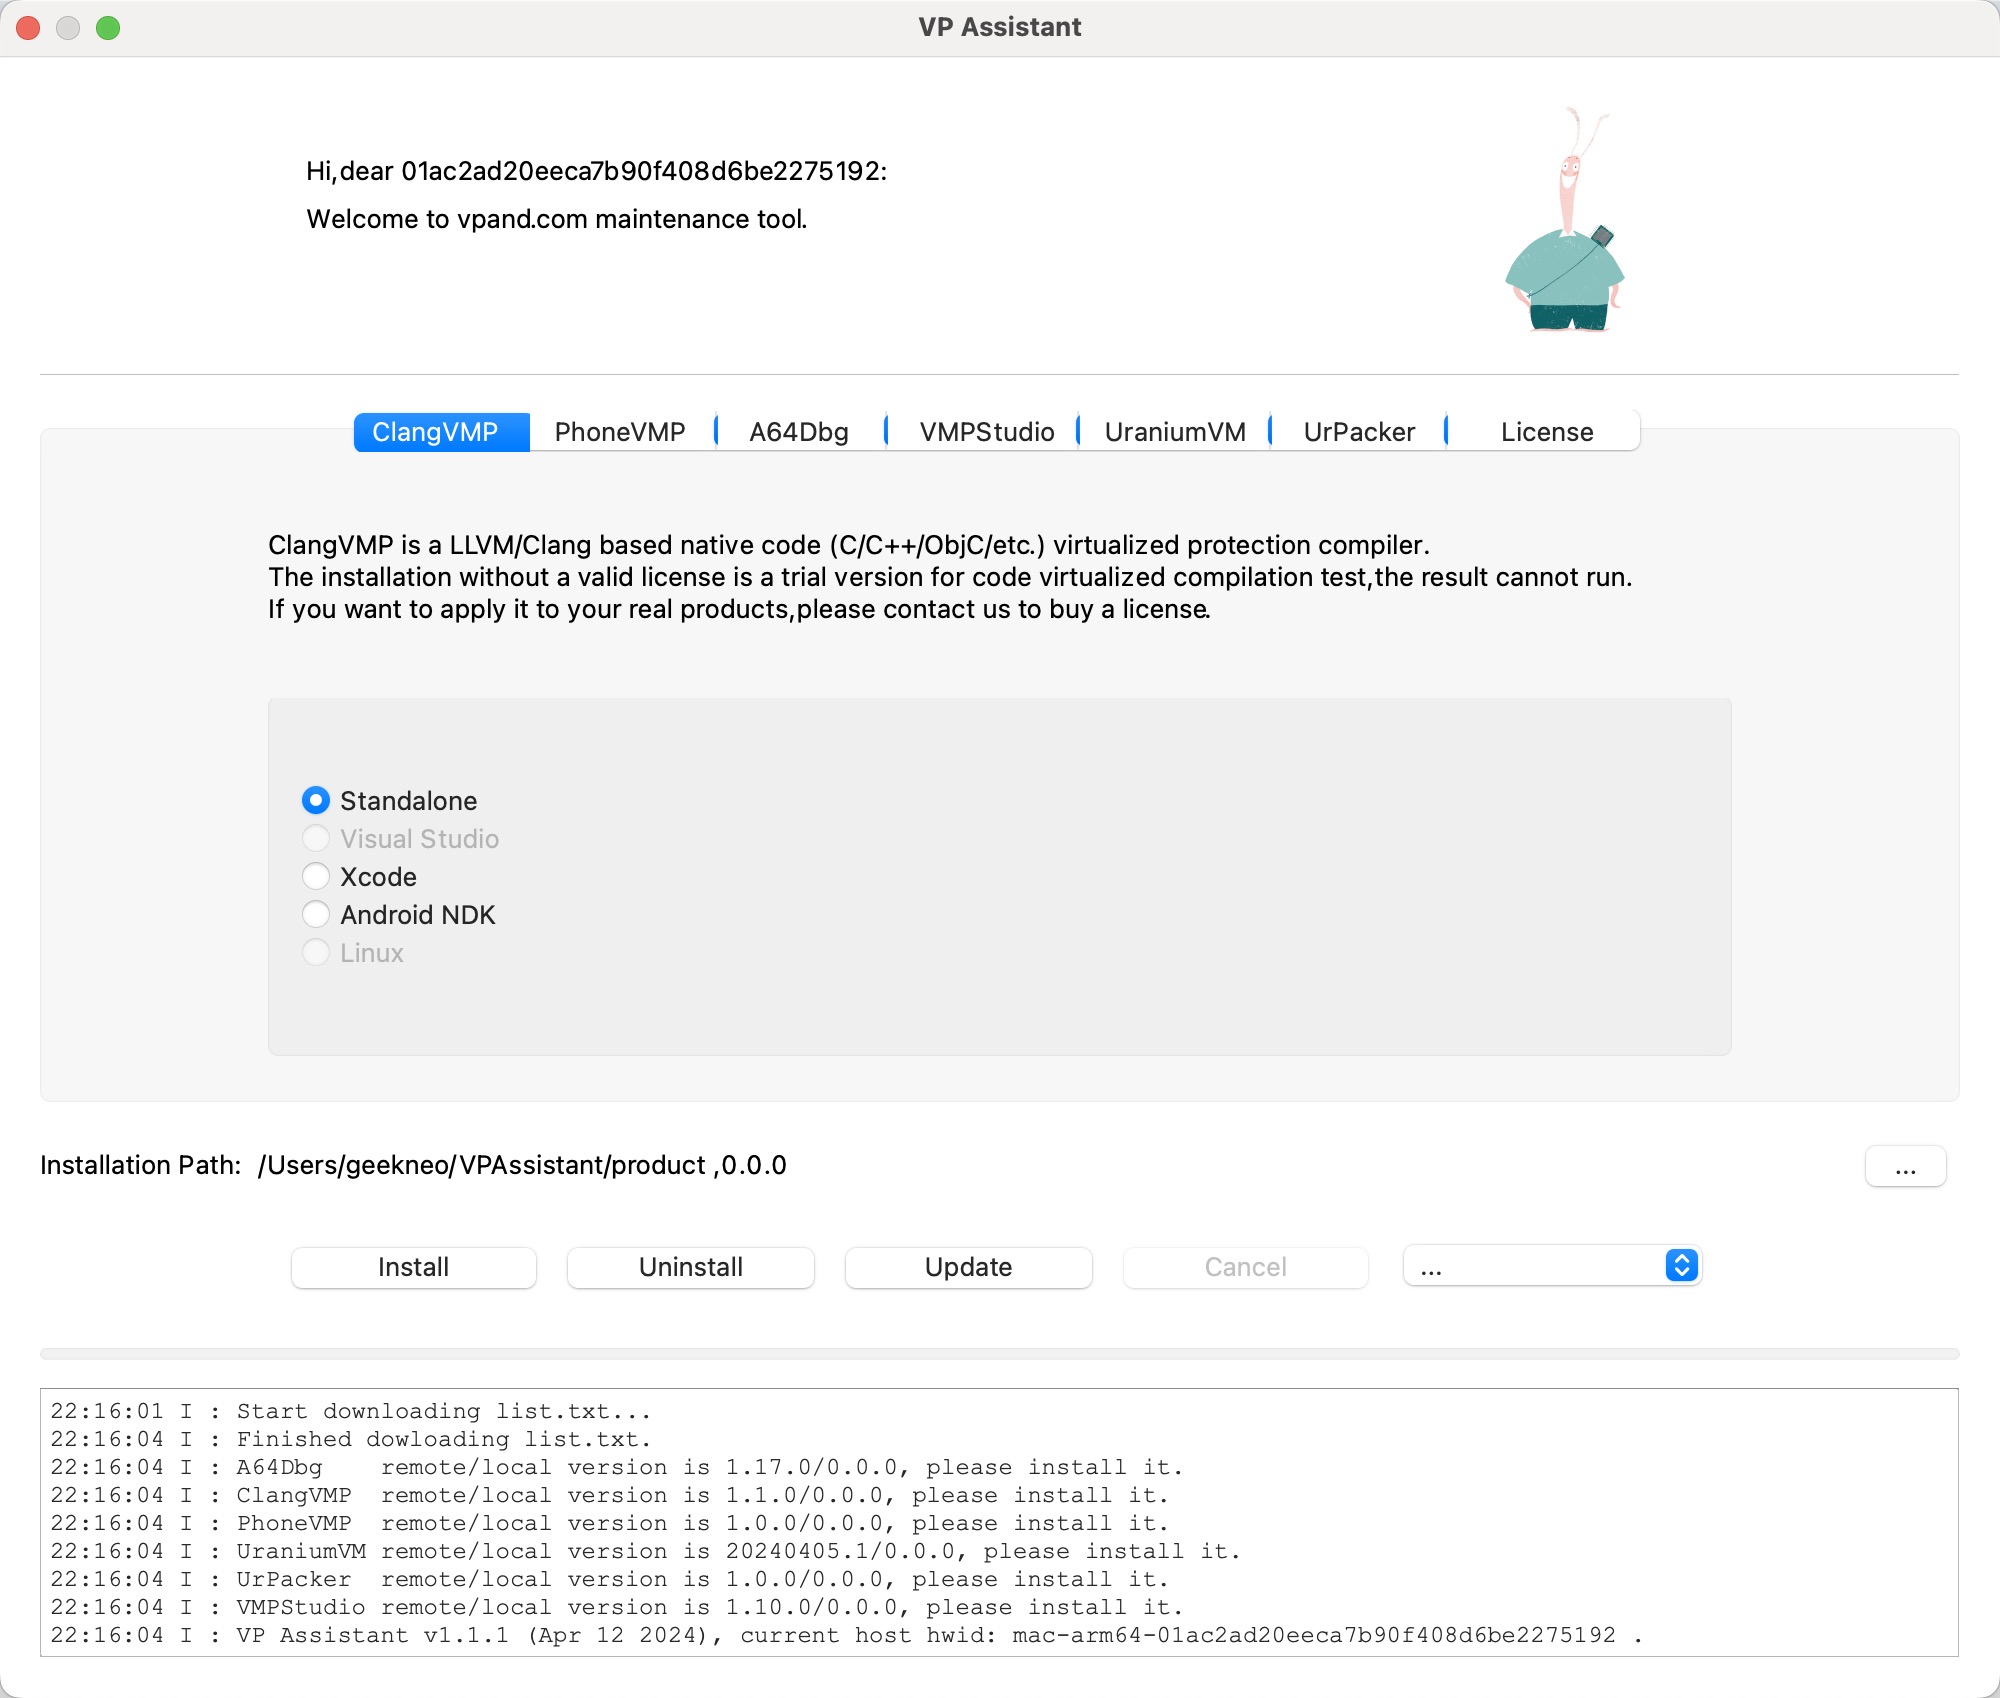 VP Assistant
Hi,dear 01ac2ad20eeca7b90f408d6be2275192:
Welcome to vpand.com maintenance tool.
ClangVMP PhoneVMP A64Dbg VMPStudio UraniumVM UrPacker License
ClangVMP is a LLVM/Clang based native code (C/C++/ObjC/etc.) virtualized protection compiler.
The installation without a valid license is a trial version for code virtualized compilation test,the result cannot run.
If you want to apply it to your real products,please contact us to buy a license.
Standalone
Visual Studio
Xcode
Android NDK
Linux
Installation Path: /Users/geekneo/VPAssistant/product ,0.0.0 ...
Install Uninstall Update Cancel ...
22:16:01 I : Start downloading list.txt...
22:16:04 I : Finished dowloading list.txt.
22:16:04 I : A64Dbg    remote/local version is 1.17.0/0.0.0, please install it.
22:16:04 I : ClangVMP  remote/local version is 1.1.0/0.0.0, please install it.
22:16:04 I : PhoneVMP  remote/local version is 1.0.0/0.0.0, please install it.
22:16:04 I : UraniumVM remote/local version is 20240405.1/0.0.0, please install it.
22:16:04 I : UrPacker  remote/local version is 1.0.0/0.0.0, please install it.
22:16:04 I : VMPStudio remote/local version is 1.10.0/0.0.0, please install it.
22:16:04 I : VP Assistant v1.1.1 (Apr 12 2024), current host hwid: mac-arm64-01ac2ad20eeca7b90f408d6be2275192 .